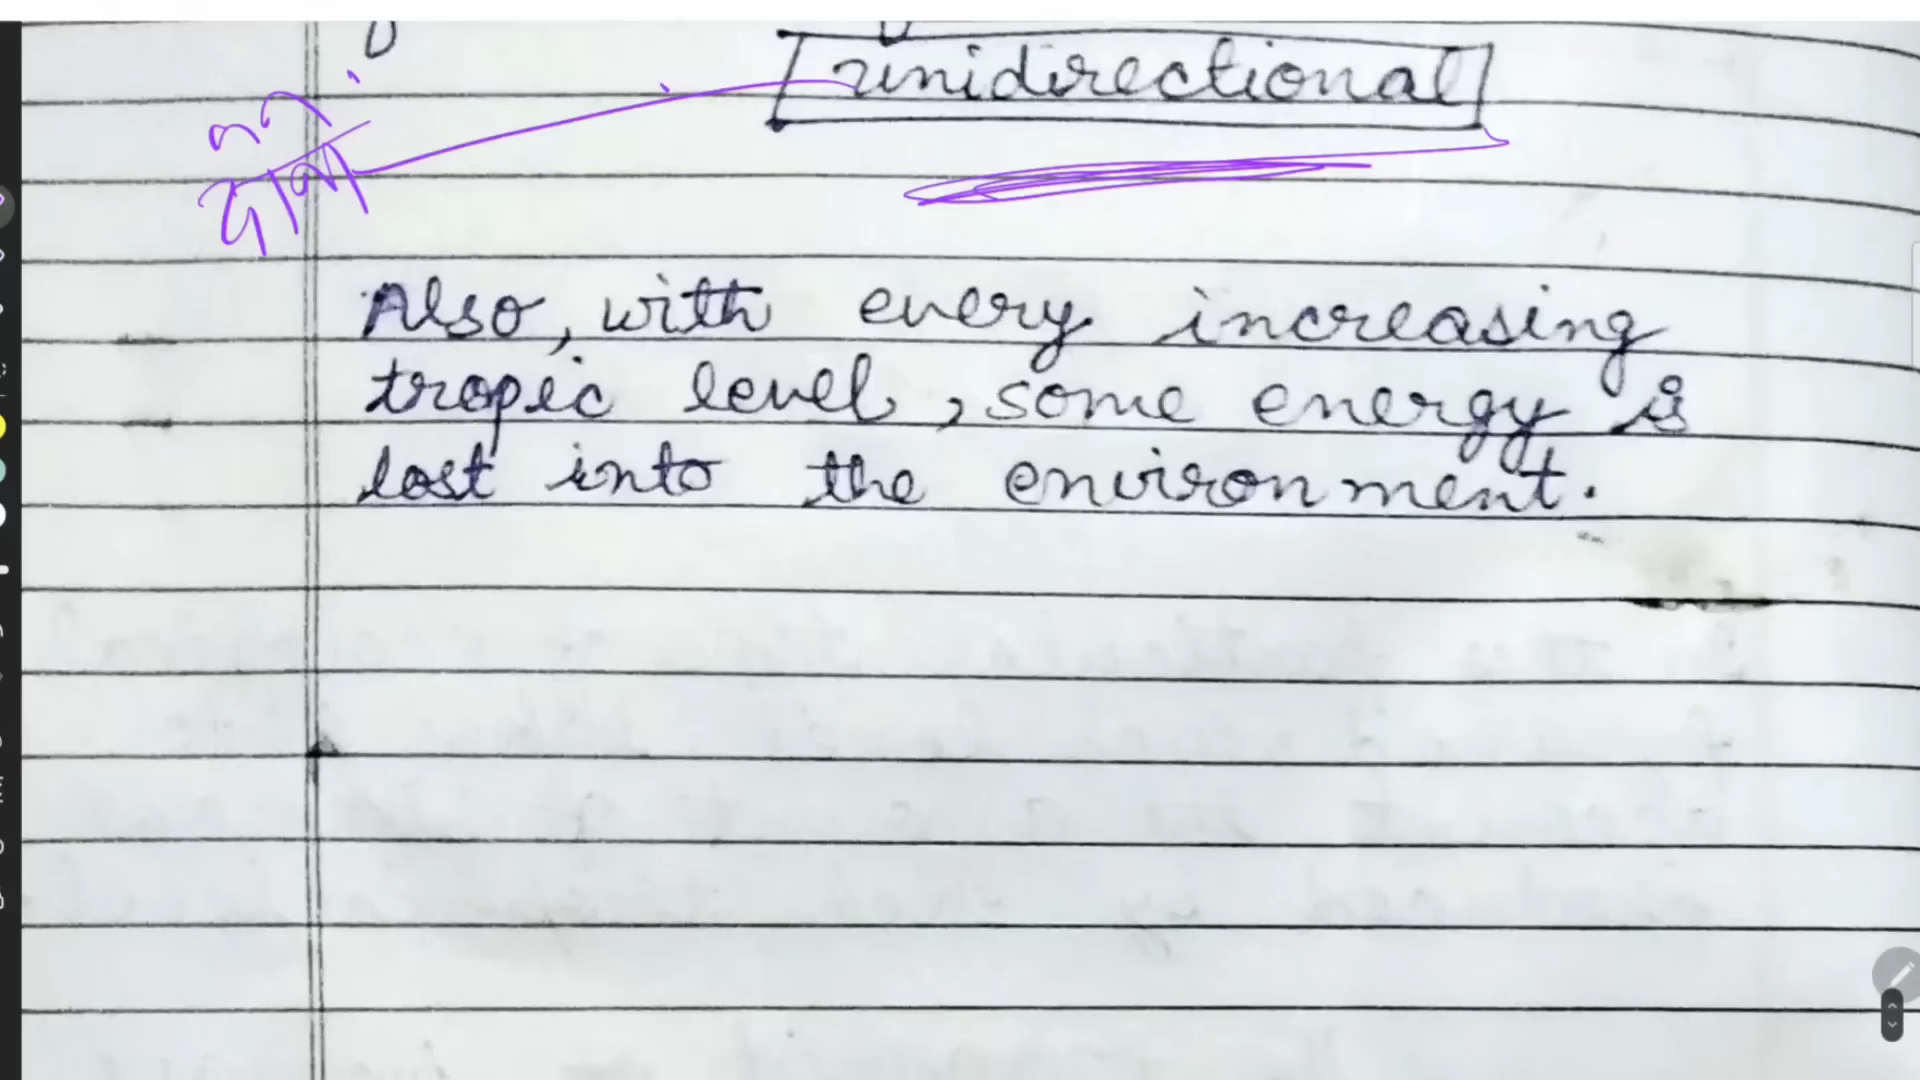 unidirectional
Also, with every increasing
tropic level, some energy is
lost into the environment.